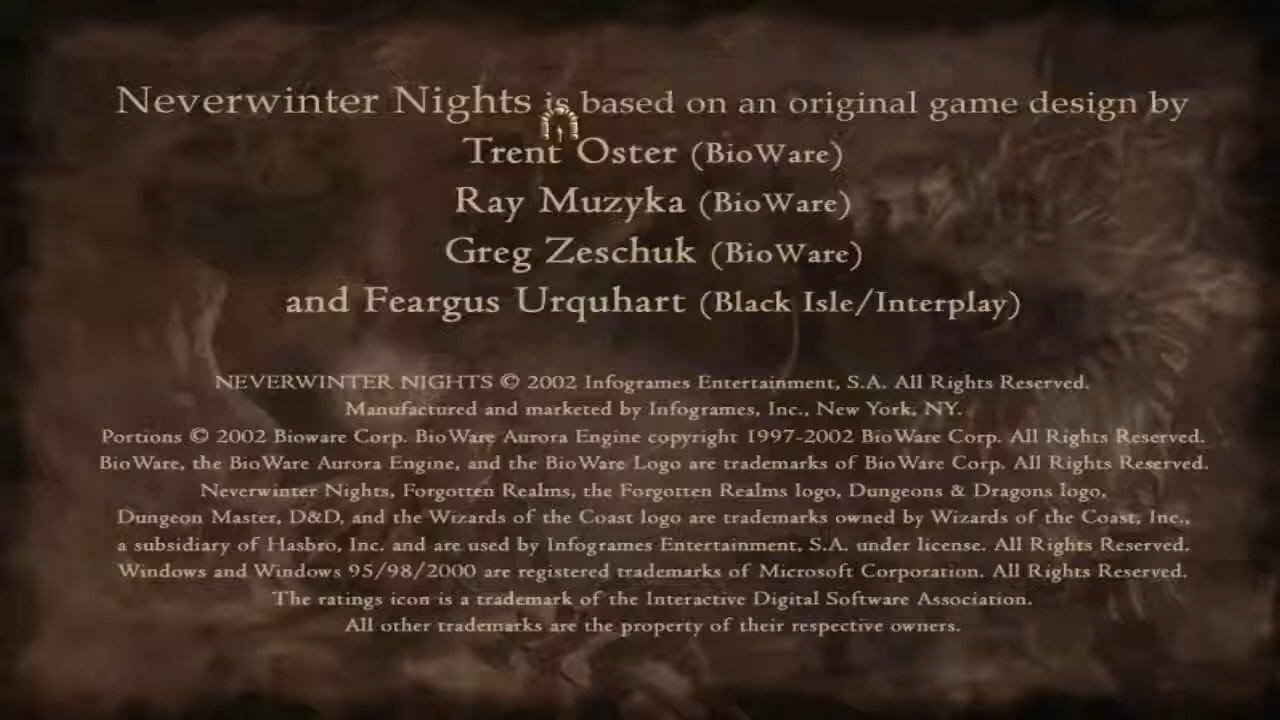 Neverwinter Nights is based on an original game design by
Trent Oster (BioWare)
Ray Muzyka (BioWare)
Greg Zeschuk (BioWare)
and Feargus Urquhart (Black Isle/Interplay)
NEVERWINTER NIGHTS © 2002 Infogrames Entertainment, S.A. All Rights Reserved.
Manufactured and marketed by Infogrames, Inc., New York, NY.
Portions © 2002 Bioware Corp. BioWare Aurora Engine copyright 1997-2002 BioWare Corp. All Rights Reserved.
BioWare, the BioWare Aurora Engine, and the BioWare Logo are trademarks of BioWare Corp. All Rights Reserved.
Neverwinter Nights, Forgotten Realms, the Forgotten Realms logo, Dungeons & Dragons logo,
Dungeon Master, D&D, and the Wizards of the Coast logo are trademarks owned by Wizards of the Coast, Inc.,
a subsidiary of Hasbro, Inc. and are used by Infogrames Entertainment, S.A. under license. All Rights Reserved.
Windows and Windows 95/98/2000 are registered trademarks of Microsoft Corporation. All Rights Reserved.
The ratings icon is a trademark of the Interactive Digital Software Association.
All other trademarks are the property of their respective owners.